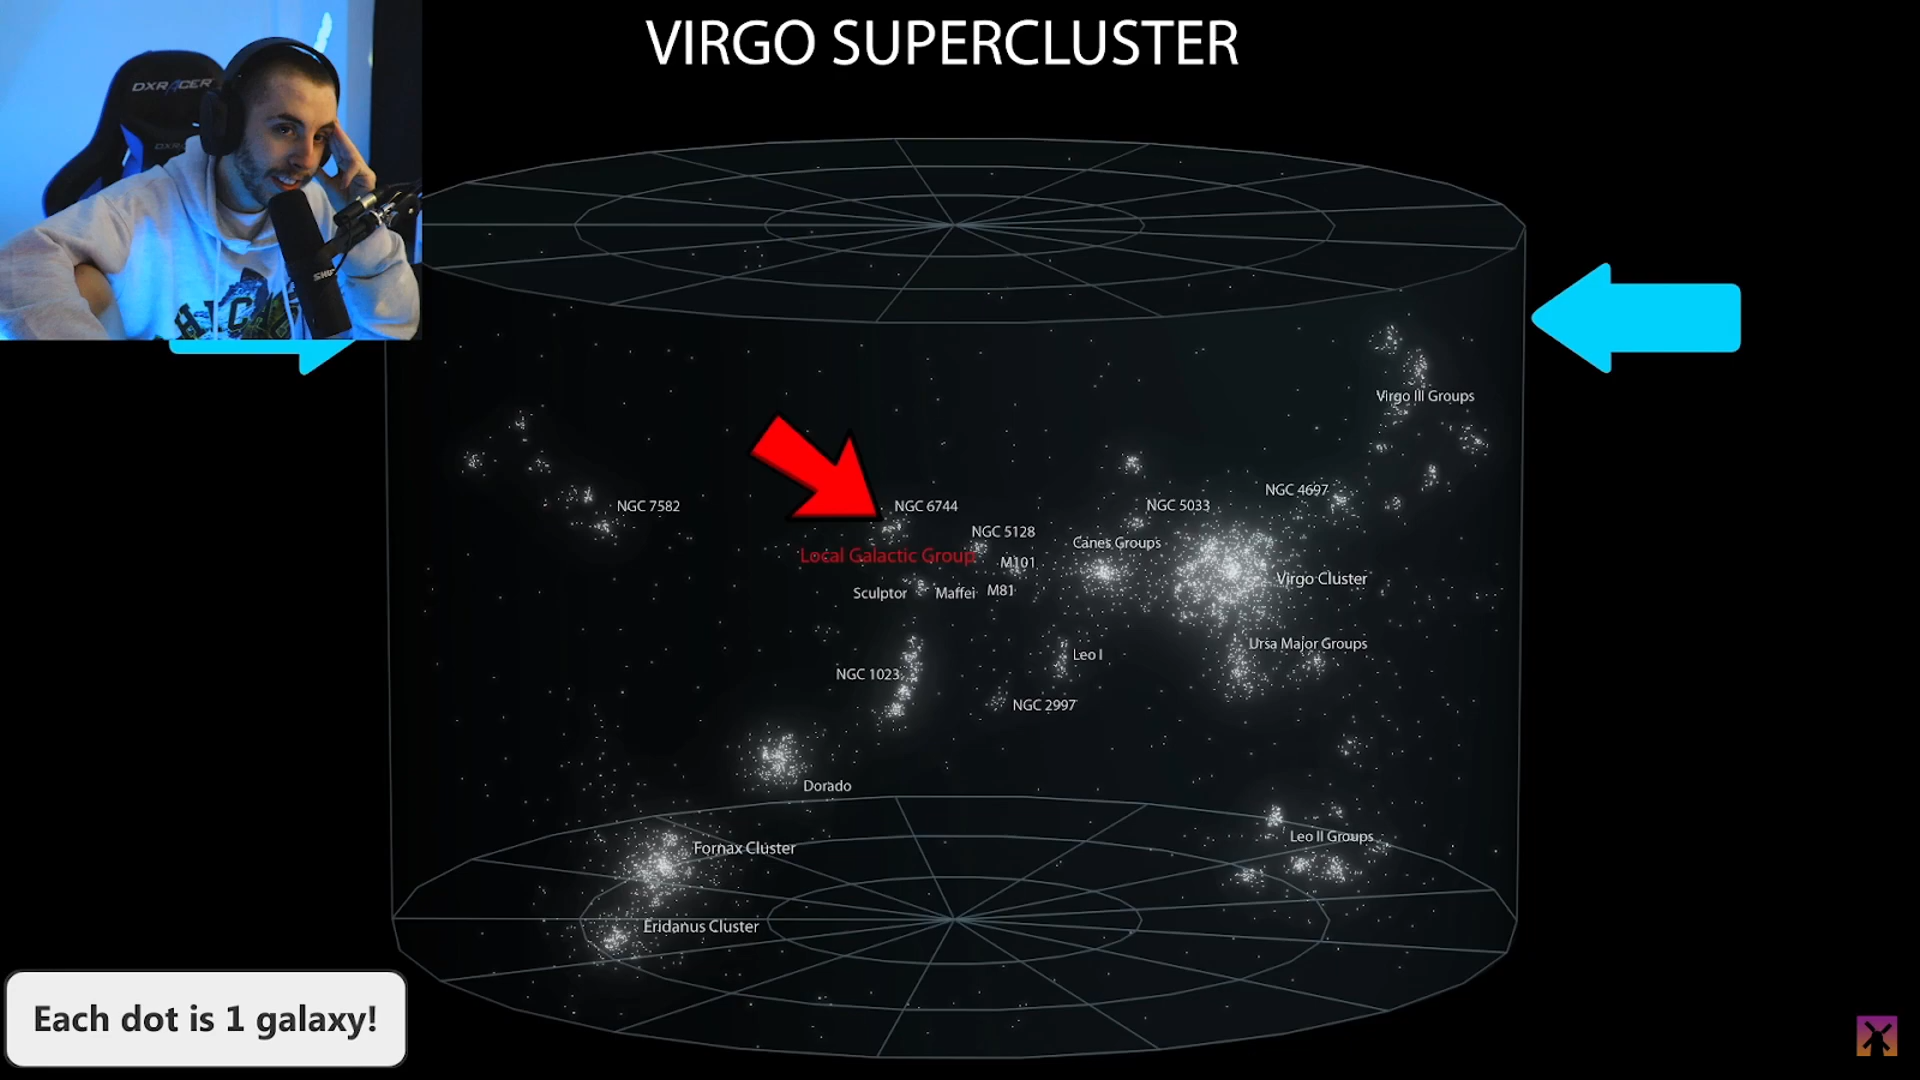 VIRGO SUPERCLUSTER
DXRACER
SHURE
Virgo III Groups
NGC 4697
NGC 7582
NGC 6744
NGC 5033
NGC 5128
Canes Groups
Local Galactic Group
M101
Virgo Cluster
Sculptor
Maffei
M81
Ursa Major Groups
Leo I
NGC 1023
NGC 2997
Dorado
Leo II Groups
Fornax Cluster
Eridanus Cluster
Each dot is 1 galaxy!